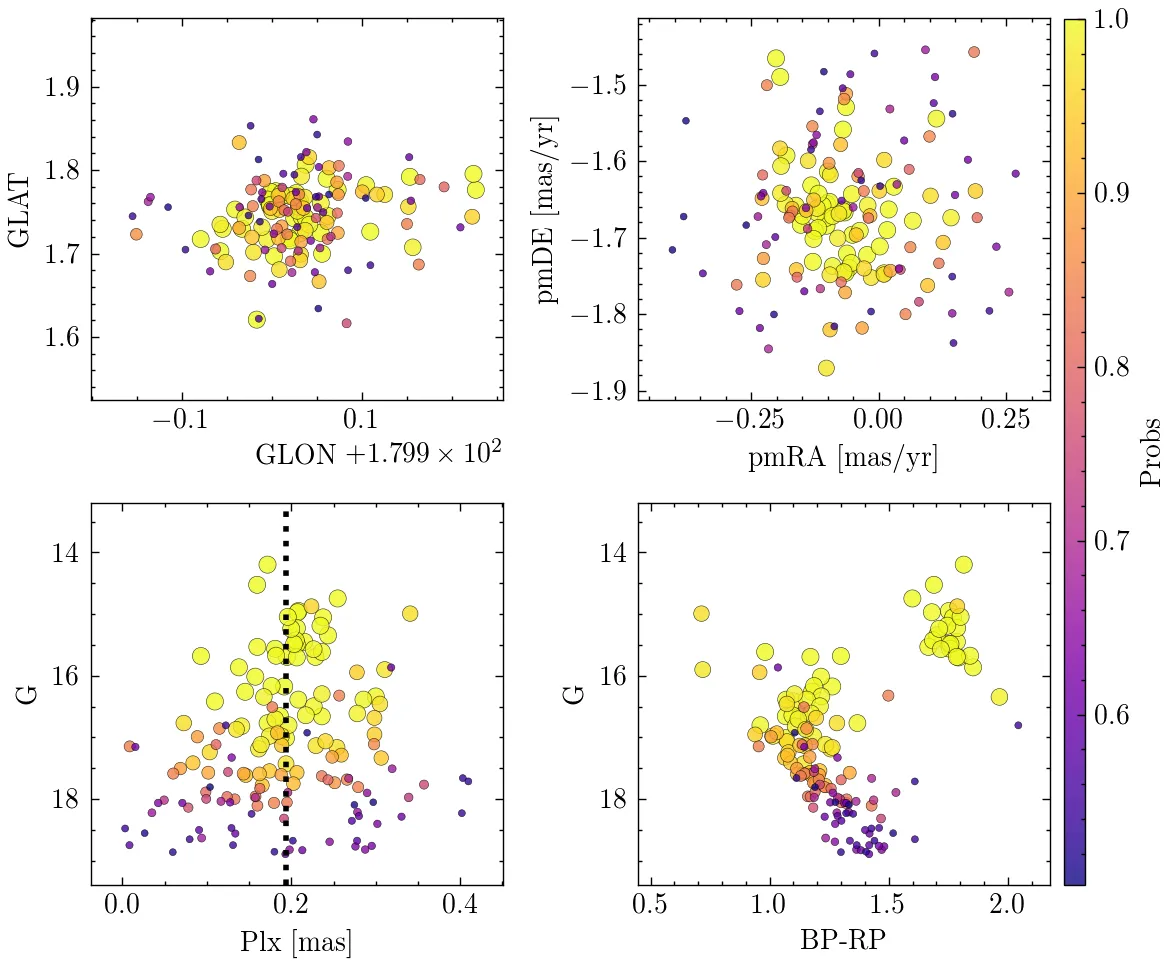 1.9
1.8
1.7
1.6
GLAT
−0.1 0.1
GLON +1.799 × 10²
−1.5
−1.6
−1.7
−1.8
−1.9
pmDE [mas/yr]
−0.25 0.00 0.25
pmRA [mas/yr]
14
16
18
G
0.0 0.2 0.4
Plx [mas]
14
16
18
G
0.5 1.0 1.5 2.0
BP-RP
1.0
0.9
0.8
0.7
0.6
Probs